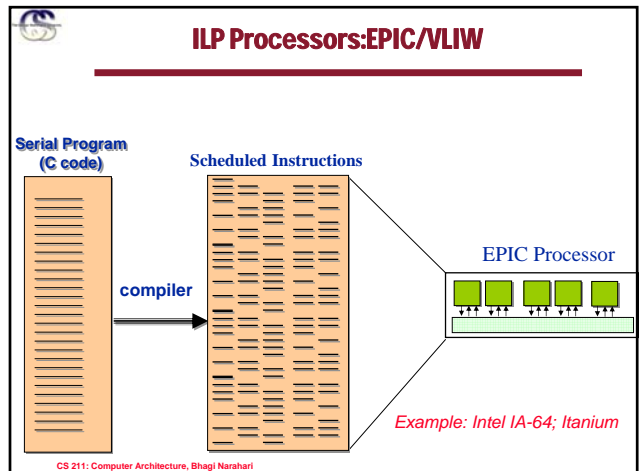 ILP Processors:EPIC/VLIW
Serial Program
(C code)
Scheduled Instructions
compiler
EPIC Processor
Example: Intel IA-64; Itanium
CS 211: Computer Architecture, Bhagi Narahari